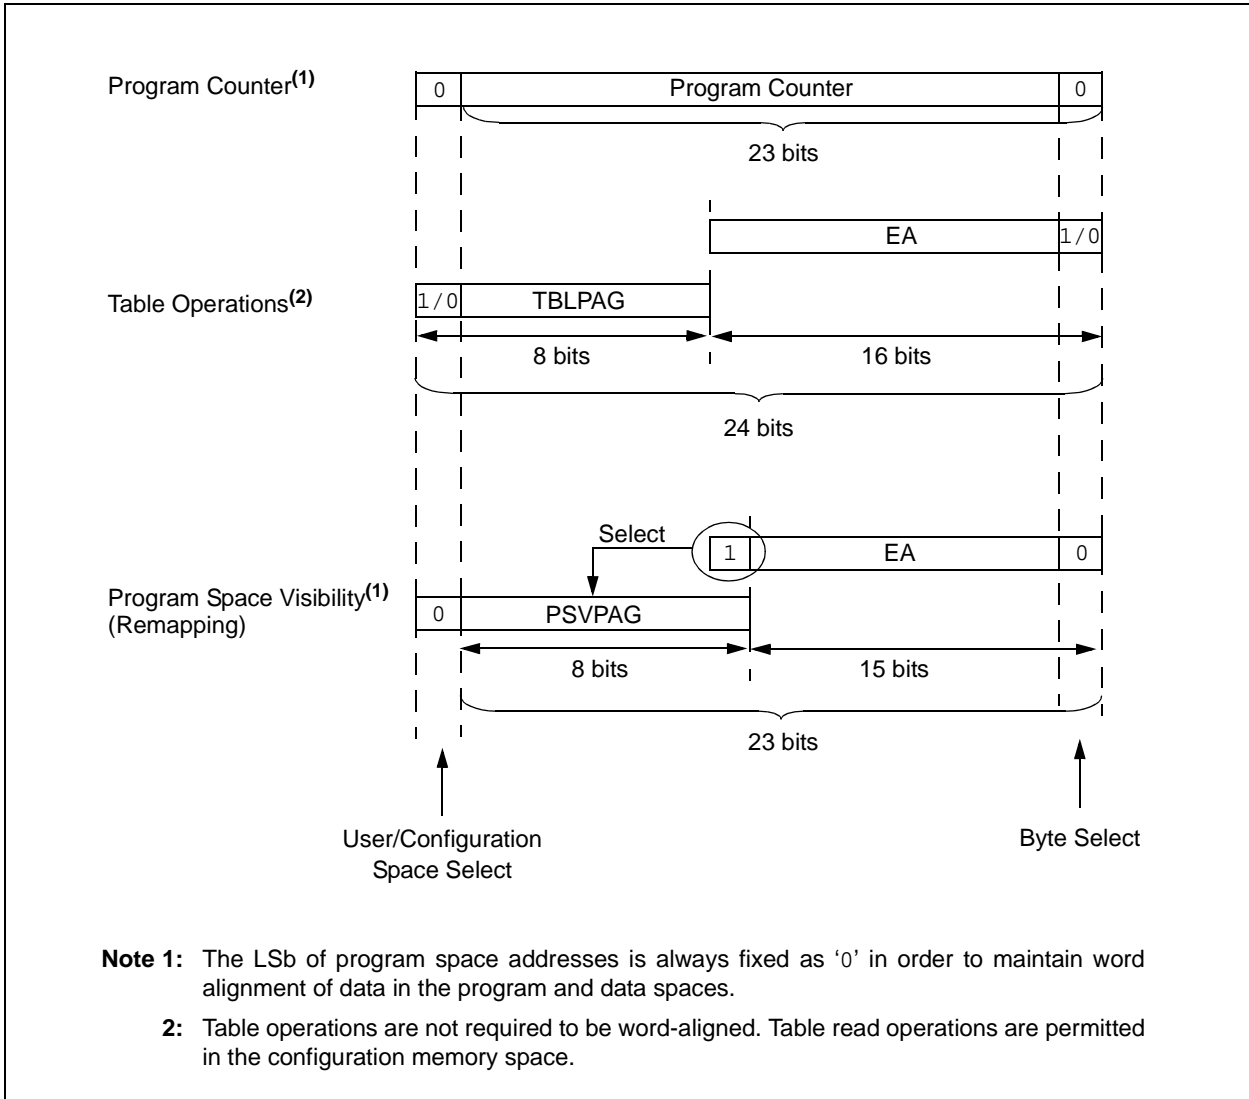 Program Counter(1)
0
Program Counter
0
23 bits
EA
1/0
Table Operations(2)
1/0
TBLPAG
8 bits
16 bits
24 bits
Select
1
EA
0
Program Space Visibility(1)
(Remapping)
0
PSVPAG
8 bits
15 bits
23 bits
User/Configuration
Space Select
Byte Select
Note 1: The LSb of program space addresses is always fixed as ‘0’ in order to maintain word
alignment of data in the program and data spaces.
2: Table operations are not required to be word-aligned. Table read operations are permitted
in the configuration memory space.